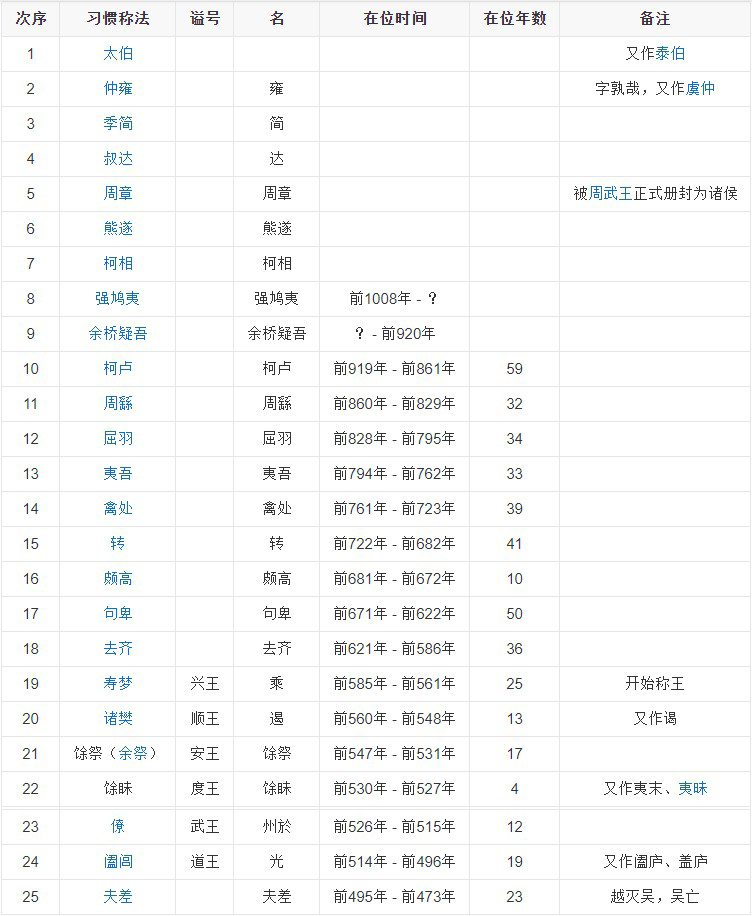 次序 习惯称法 谥号 名 在位时间 在位年数 备注
1 太伯 又作泰伯
2 仲雍 雍 字孰哉，又作虞仲
3 季简 简
4 叔达 达
5 周章 周章 被周武王正式册封为诸侯
6 熊遂 熊遂
7 柯相 柯相
8 强鸠夷 强鸠夷 前1008年 - ？
9 余桥疑吾 余桥疑吾 ？ - 前920年
10 柯卢 柯卢 前919年 - 前861年 59
11 周繇 周繇 前860年 - 前829年 32
12 屈羽 屈羽 前828年 - 前795年 34
13 夷吾 夷吾 前794年 - 前762年 33
14 禽处 禽处 前761年 - 前723年 39
15 转 转 前722年 - 前682年 41
16 颇高 颇高 前681年 - 前672年 10
17 句卑 句卑 前671年 - 前622年 50
18 去齐 去齐 前621年 - 前586年 36
19 寿梦 兴王 乘 前585年 - 前561年 25 开始称王
20 诸樊 顺王 遏 前560年 - 前548年 13 又作谒
21 馀祭（余祭） 安王 馀祭 前547年 - 前531年 17
22 馀眛 度王 馀眛 前530年 - 前527年 4 又作夷末、夷昧
23 僚 武王 州於 前526年 - 前515年 12
24 阖闾 道王 光 前514年 - 前496年 19 又作阖庐、盖庐
25 夫差 夫差 前495年 - 前473年 23 越灭吴，吴亡